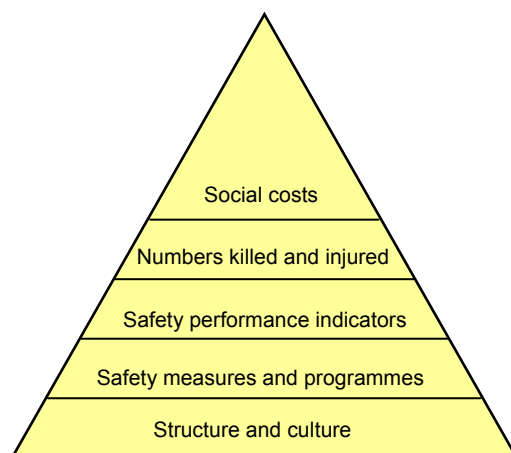 Social costs
Numbers killed and injured
Safety performance indicators
Safety measures and programmes
Structure and culture